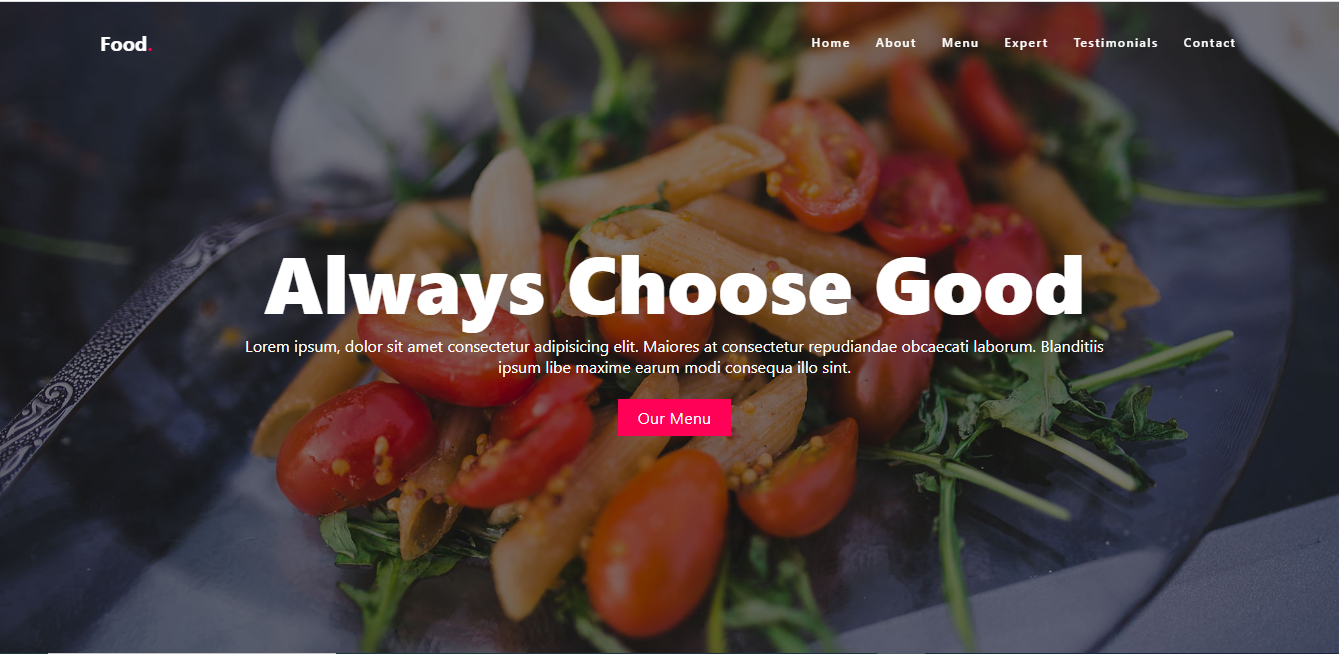 Food.
Home About Menu Expert Testimonials Contact
Always Choose Good
Lorem ipsum, dolor sit amet consectetur adipisicing elit. Maiores at consectetur repudiandae obcaecati laborum. Blanditiis
ipsum libe maxime earum modi consequa illo sint.
Our Menu